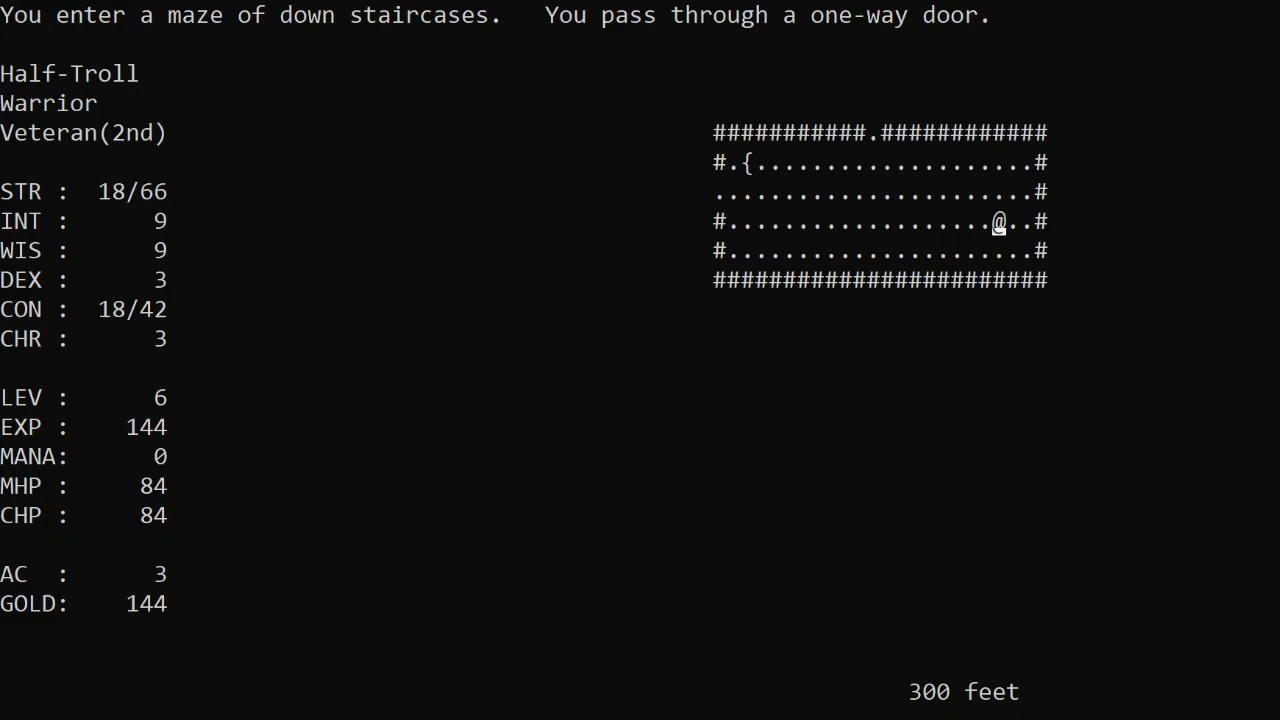 You enter a maze of down staircases.   You pass through a one-way door.
Half-Troll
Warrior
Veteran(2nd)
###########.############
#.{....................#
.......................#
STR :  18/66
INT :      9
#...................@..#
WIS :      9
#......................#
DEX :      3
########################
CON :  18/42
CHR :      3
LEV :      6
EXP :    144
MANA:      0
MHP :     84
CHP :     84
AC  :      3
GOLD:    144
300 feet